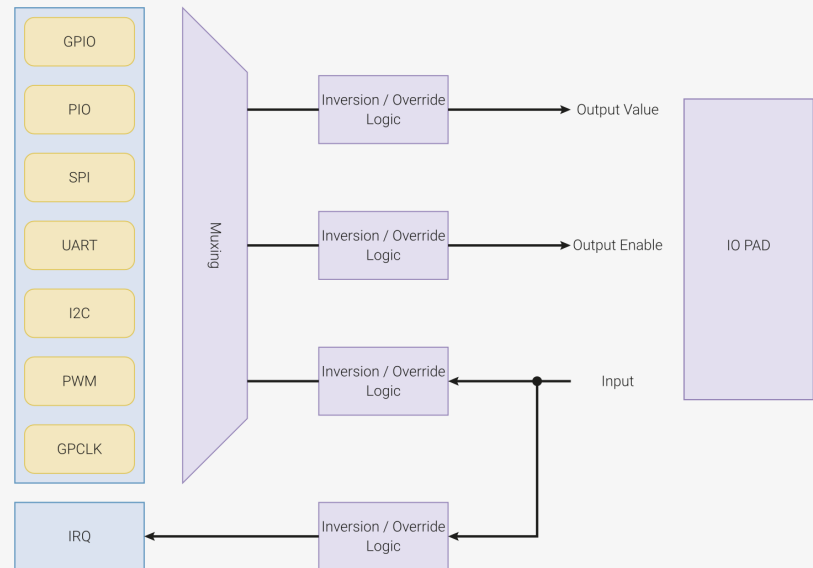 GPIO
PIO
SPI
UART
I2C
PWM
GPCLK
IRQ
Muxing
Inversion / Override
Logic
Output Value
Inversion / Override
Logic
Output Enable
Inversion / Override
Logic
Input
Inversion / Override
Logic
IO PAD